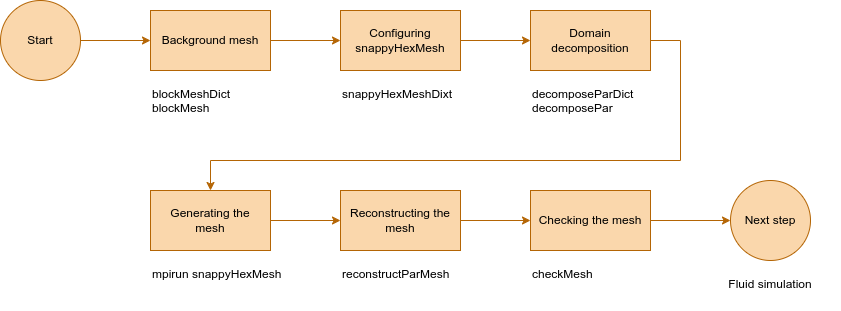 Start
Background mesh
Configuring
snappyHexMesh
Domain
decomposition
blockMeshDict
blockMesh
snappyHexMeshDixt
decomposeParDict
decomposePar
Generating the
mesh
Reconstructing the
mesh
Checking the mesh
Next step
mpirun snappyHexMesh
reconstructParMesh
checkMesh
Fluid simulation